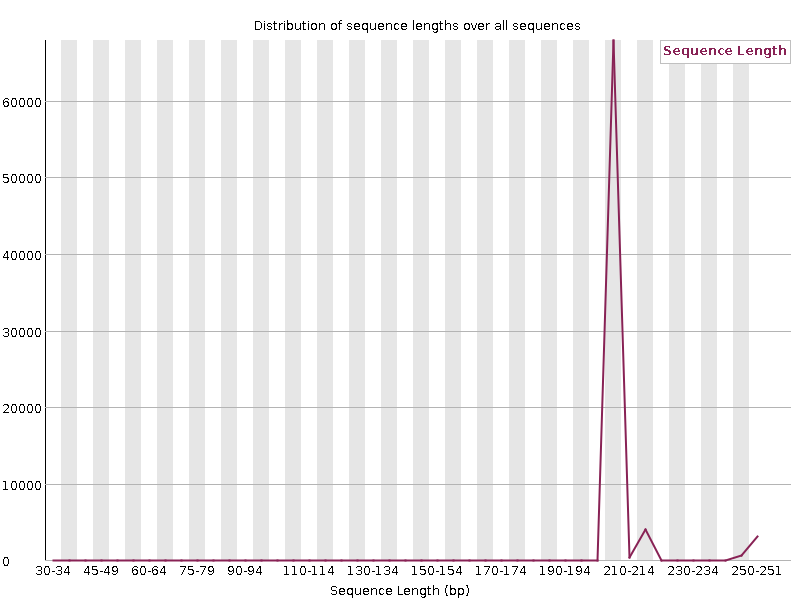 Distribution of sequence lengths over all sequences
Sequence Length
60000
50000
40000
30000
20000
10000
0
30-34 45-49 60-64 75-79 90-94 110-114 130-134 150-154 170-174 190-194 210-214 230-234 250-251
Sequence Length (bp)